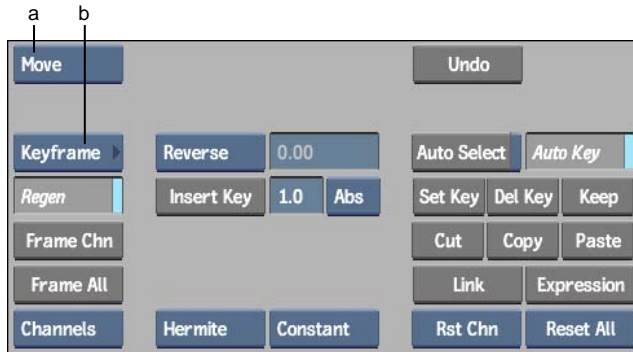 a b
Move Undo
Keyframe Reverse 0.00 Auto Select Auto Key
Regen Insert Key 1.0 Abs Set Key Del Key Keep
Frame Chn Cut Copy Paste
Frame All Link Expression
Channels Hermite Constant Rst Chn Reset All